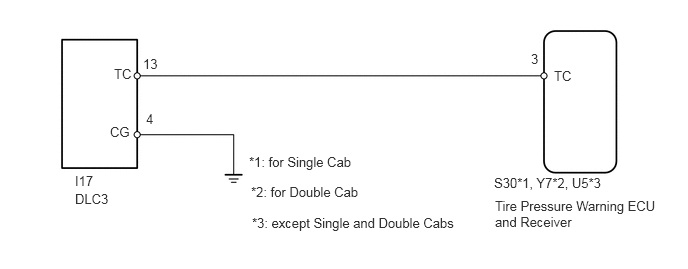 13
3
TC
TC
4
CG
*1: for Single Cab
I17
S30*1, Y7*2, U5*3
*2: for Double Cab
DLC3
Tire Pressure Warning ECU
*3: except Single and Double Cabs
and Receiver